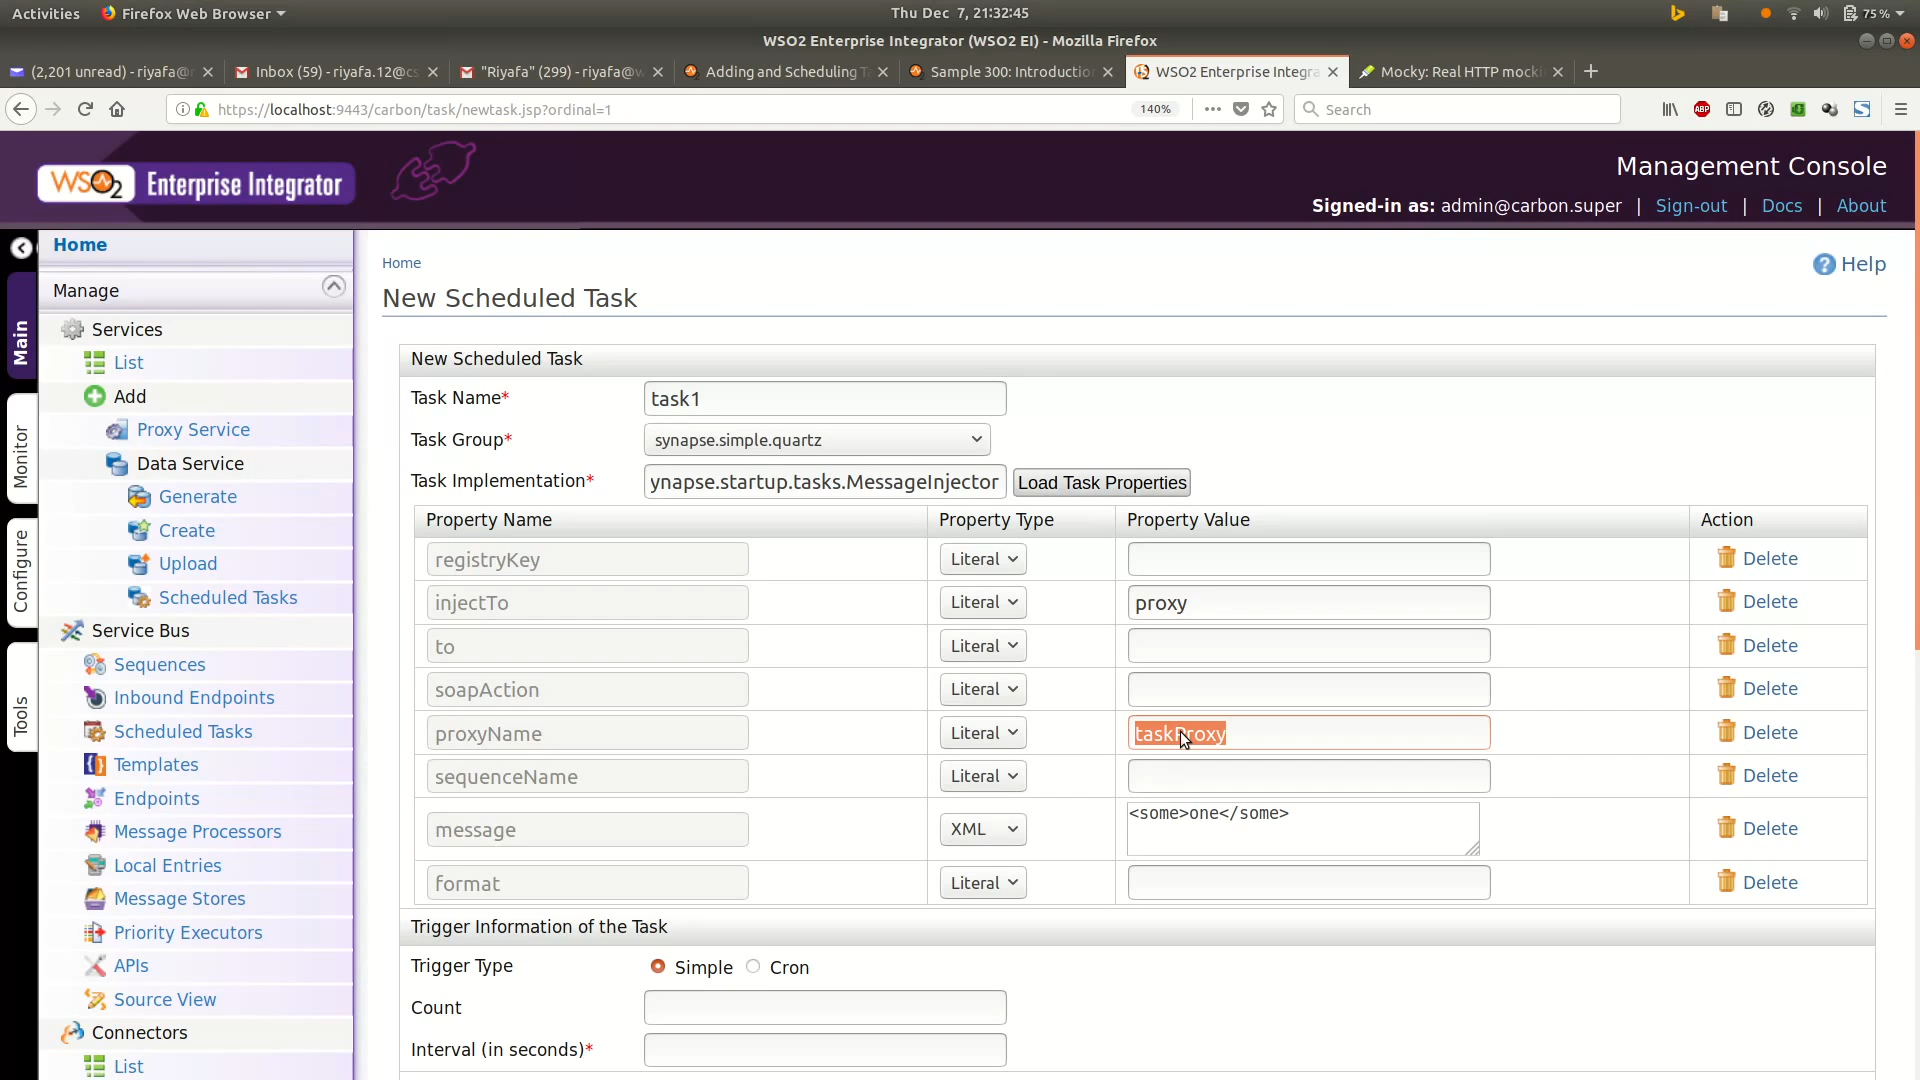 Activities Firefox Web Browser Thu Dec 7, 21:32:45 75 %
WSO2 Enterprise Integrator (WSO2 EI) - Mozilla Firefox
(2,201 unread) - riyafa@ Inbox (59) - riyafa.12@cs "Riyafa" (299) - riyafa@w Adding and Scheduling T Sample 300: Introduction WSO2 Enterprise Integra Mocky: Real HTTP mocki
https://localhost:9443/carbon/task/newtask.jsp?ordinal=1 140% Search ABP
WSO2 Enterprise Integrator
Management Console
Signed-in as: admin@carbon.super | Sign-out | Docs | About
Main
Monitor
Configure
Tools
Home
Manage
Services
List
Add
Proxy Service
Data Service
Generate
Create
Upload
Scheduled Tasks
Service Bus
Sequences
Inbound Endpoints
Scheduled Tasks
Templates
Endpoints
Message Processors
Local Entries
Message Stores
Priority Executors
APIs
Source View
Connectors
List
Home
? Help
New Scheduled Task
New Scheduled Task
Task Name* task1
Task Group* synapse.simple.quartz
Task Implementation* ynapse.startup.tasks.MessageInjector Load Task Properties
Property Name Property Type Property Value Action
registryKey Literal Delete
injectTo Literal proxy Delete
to Literal Delete
soapAction Literal Delete
proxyName Literal taskProxy Delete
sequenceName Literal Delete
message XML <some>one</some> Delete
format Literal Delete
Trigger Information of the Task
Trigger Type Simple Cron
Count
Interval (in seconds)*